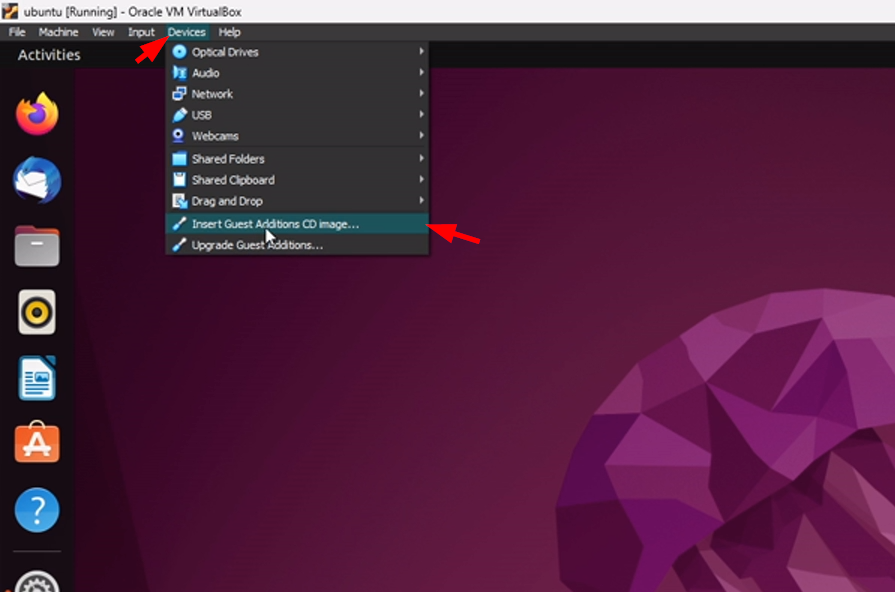 ubuntu [Running] - Oracle VM VirtualBox
File Machine View Input Devices Help
Activities
Optical Drives
Audio
Network
USB
Webcams
Shared Folders
Shared Clipboard
Drag and Drop
Insert Guest Additions CD image...
Upgrade Guest Additions...